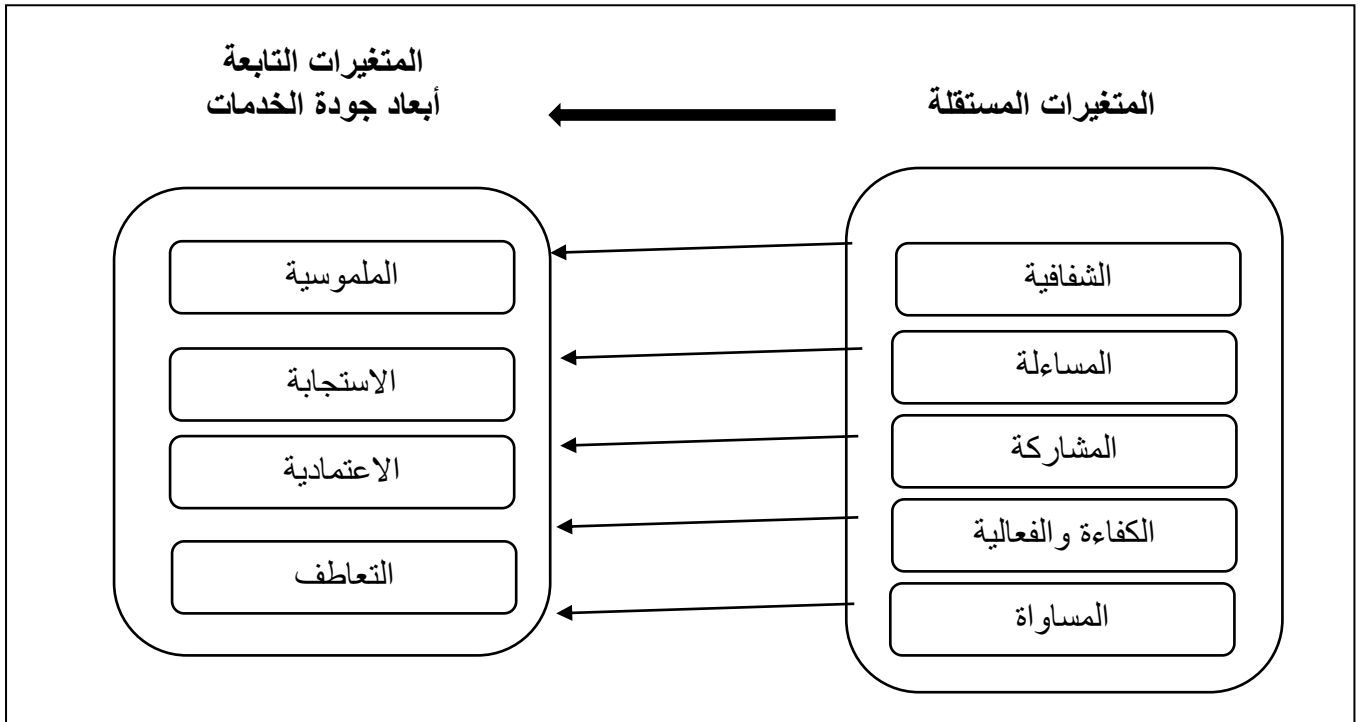 المتغيرات المستقلة
المتغيرات التابعة
أبعاد جودة الخدمات
الشفافية
المساءلة
المشاركة
الكفاءة والفعالية
المساواة
الملموسية
الاستجابة
الاعتمادية
التعاطف